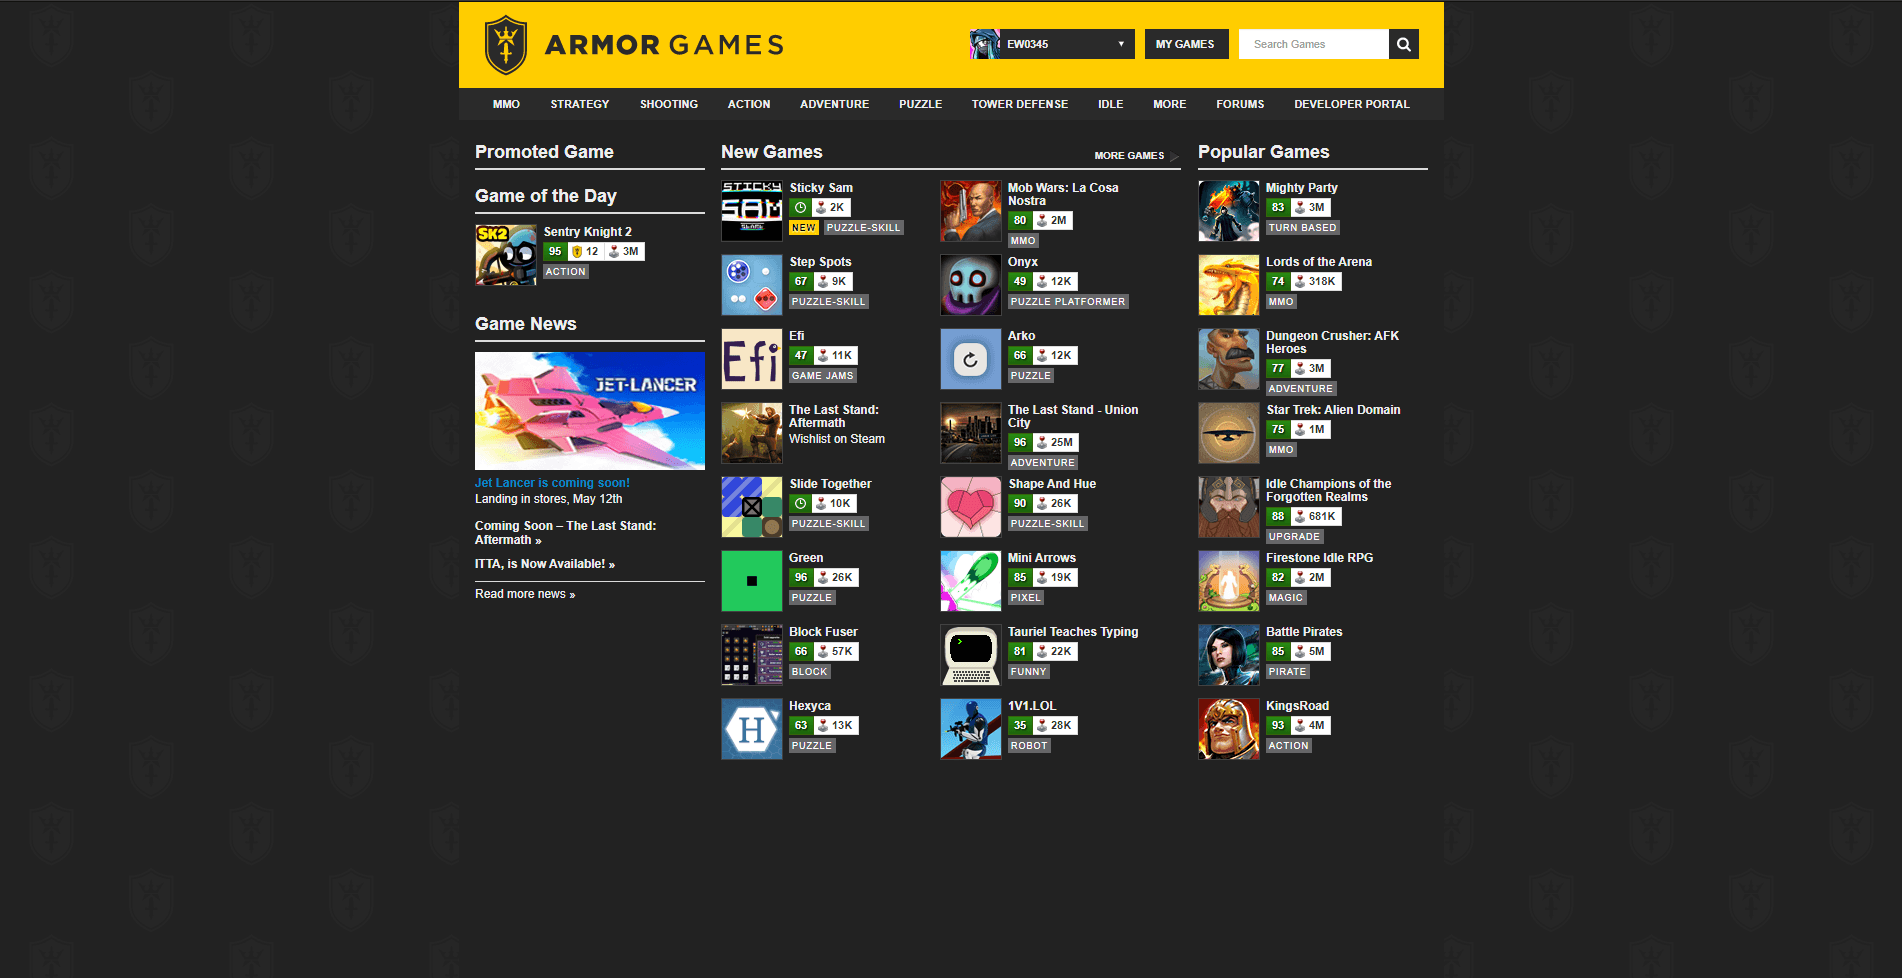 ARMOR GAMES
EW0345
MY GAMES
Search Games
MMO STRATEGY SHOOTING ACTION ADVENTURE PUZZLE TOWER DEFENSE IDLE MORE FORUMS DEVELOPER PORTAL
Promoted Game
Game of the Day
SK2
Sentry Knight 2
95 12 3M
ACTION
Game News
JET-LANCER
Jet Lancer is coming soon!
Landing in stores, May 12th
Coming Soon – The Last Stand:
Aftermath »
ITTA, is Now Available! »
Read more news »
New Games
MORE GAMES
STICKY
SAM
Sticky Sam
2K
NEW PUZZLE-SKILL
Mob Wars: La Cosa
Nostra
80 2M
MMO
Step Spots
67 9K
PUZZLE-SKILL
Onyx
49 12K
PUZZLE PLATFORMER
Efi
Efi
47 11K
GAME JAMS
Arko
66 12K
PUZZLE
The Last Stand:
Aftermath
Wishlist on Steam
The Last Stand - Union
City
96 25M
ADVENTURE
Slide Together
10K
PUZZLE-SKILL
Shape And Hue
90 26K
PUZZLE-SKILL
Green
96 26K
PUZZLE
Mini Arrows
85 19K
PIXEL
Block Fuser
66 57K
BLOCK
Tauriel Teaches Typing
81 22K
FUNNY
H
Hexyca
63 13K
PUZZLE
1V1.LOL
35 28K
ROBOT
Popular Games
Mighty Party
83 3M
TURN BASED
Lords of the Arena
74 318K
MMO
Dungeon Crusher: AFK
Heroes
77 3M
ADVENTURE
Star Trek: Alien Domain
75 1M
MMO
Idle Champions of the
Forgotten Realms
88 681K
UPGRADE
Firestone Idle RPG
82 2M
MAGIC
Battle Pirates
85 5M
PIRATE
KingsRoad
93 4M
ACTION